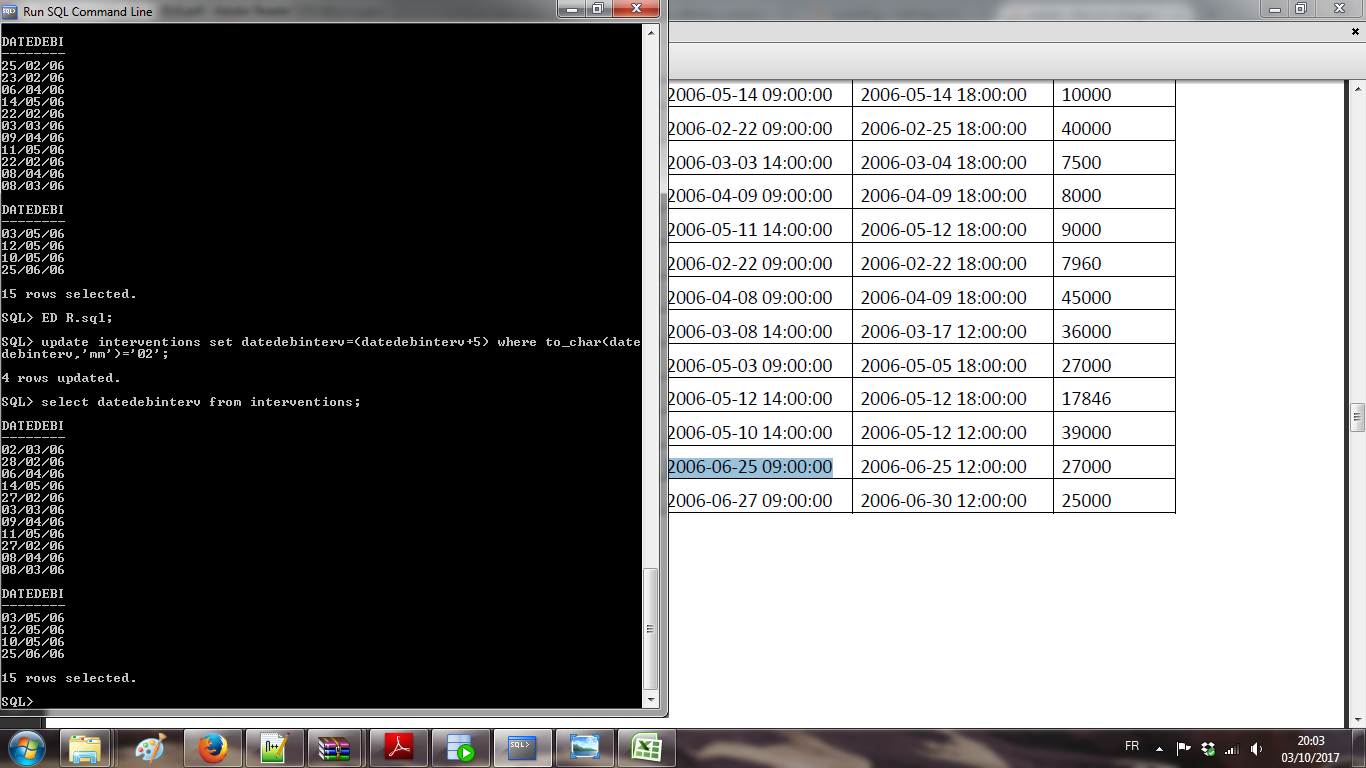 Run SQL Command Line
DATEDEBI
--------
25/02/06
23/02/06
06/04/06
14/05/06
22/02/06
03/03/06
09/04/06
11/05/06
22/02/06
08/04/06
08/03/06
DATEDEBI
--------
03/05/06
12/05/06
10/05/06
25/06/06
15 rows selected.
SQL> ED R.sql;
SQL> update interventions set datedebinterv=(datedebinterv+5) where to_char(date
debinterv,'mm')='02';
4 rows updated.
SQL> select datedebinterv from interventions;
DATEDEBI
--------
02/03/06
28/02/06
06/04/06
14/05/06
27/02/06
03/03/06
09/04/06
11/05/06
27/02/06
08/04/06
08/03/06
DATEDEBI
--------
03/05/06
12/05/06
10/05/06
25/06/06
15 rows selected.
SQL>
2006-05-14 09:00:00 2006-05-14 18:00:00 10000
2006-02-22 09:00:00 2006-02-25 18:00:00 40000
2006-03-03 14:00:00 2006-03-04 18:00:00 7500
2006-04-09 09:00:00 2006-04-09 18:00:00 8000
2006-05-11 14:00:00 2006-05-12 18:00:00 9000
2006-02-22 09:00:00 2006-02-22 18:00:00 7960
2006-04-08 09:00:00 2006-04-09 18:00:00 45000
2006-03-08 14:00:00 2006-03-17 12:00:00 36000
2006-05-03 09:00:00 2006-05-05 18:00:00 27000
2006-05-12 14:00:00 2006-05-12 18:00:00 17846
2006-05-10 14:00:00 2006-05-12 12:00:00 39000
2006-06-25 09:00:00 2006-06-25 12:00:00 27000
2006-06-27 09:00:00 2006-06-30 12:00:00 25000
FR
20:03
03/10/2017